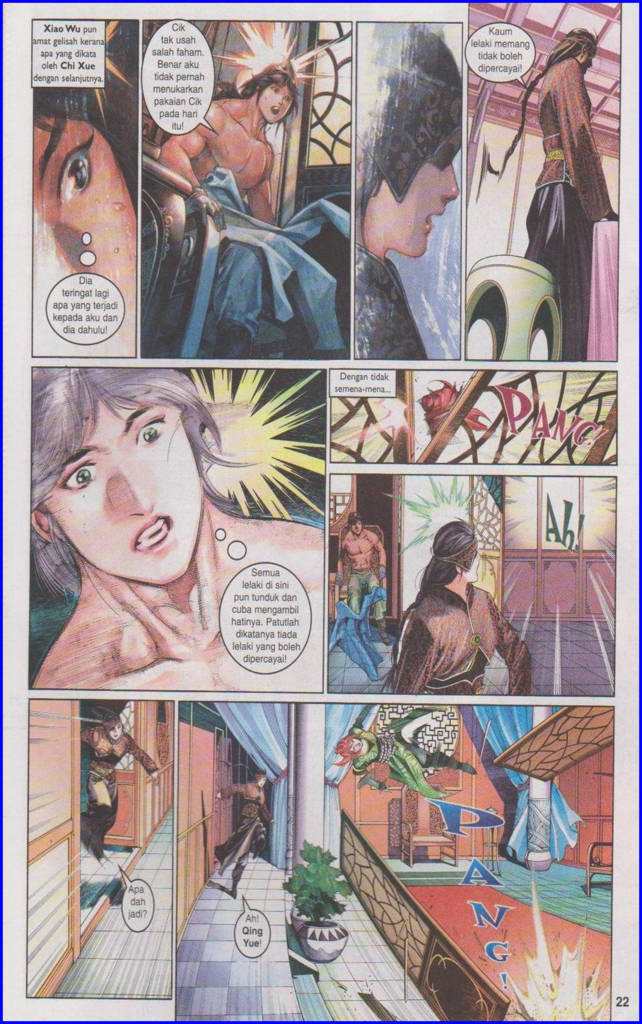 Xiao Wu pun
amat gelisah kerana
apa yang dikata
oleh Chi Xue
dengan selanjutnya.
Dia
teringat lagi
apa yang terjadi
kepada aku dan
dia dahulu!
Cik
tak usah
salah faham.
Benar aku
tidak pernah
menukarkan
pakaian Cik
pada hari
itu!
Kaum
lelaki memang
tidak boleh
dipercayai!
Semua
lelaki di sini
pun tunduk dan
cuba mengambil
hatinya. Patutlah
dikatanya tiada
lelaki yang boleh
dipercayai!
Dengan tidak
semena-mena...
PANG!
Ah!
Apa
dah
jadi?
Ah!
Qing
Yue!
PANG!
22